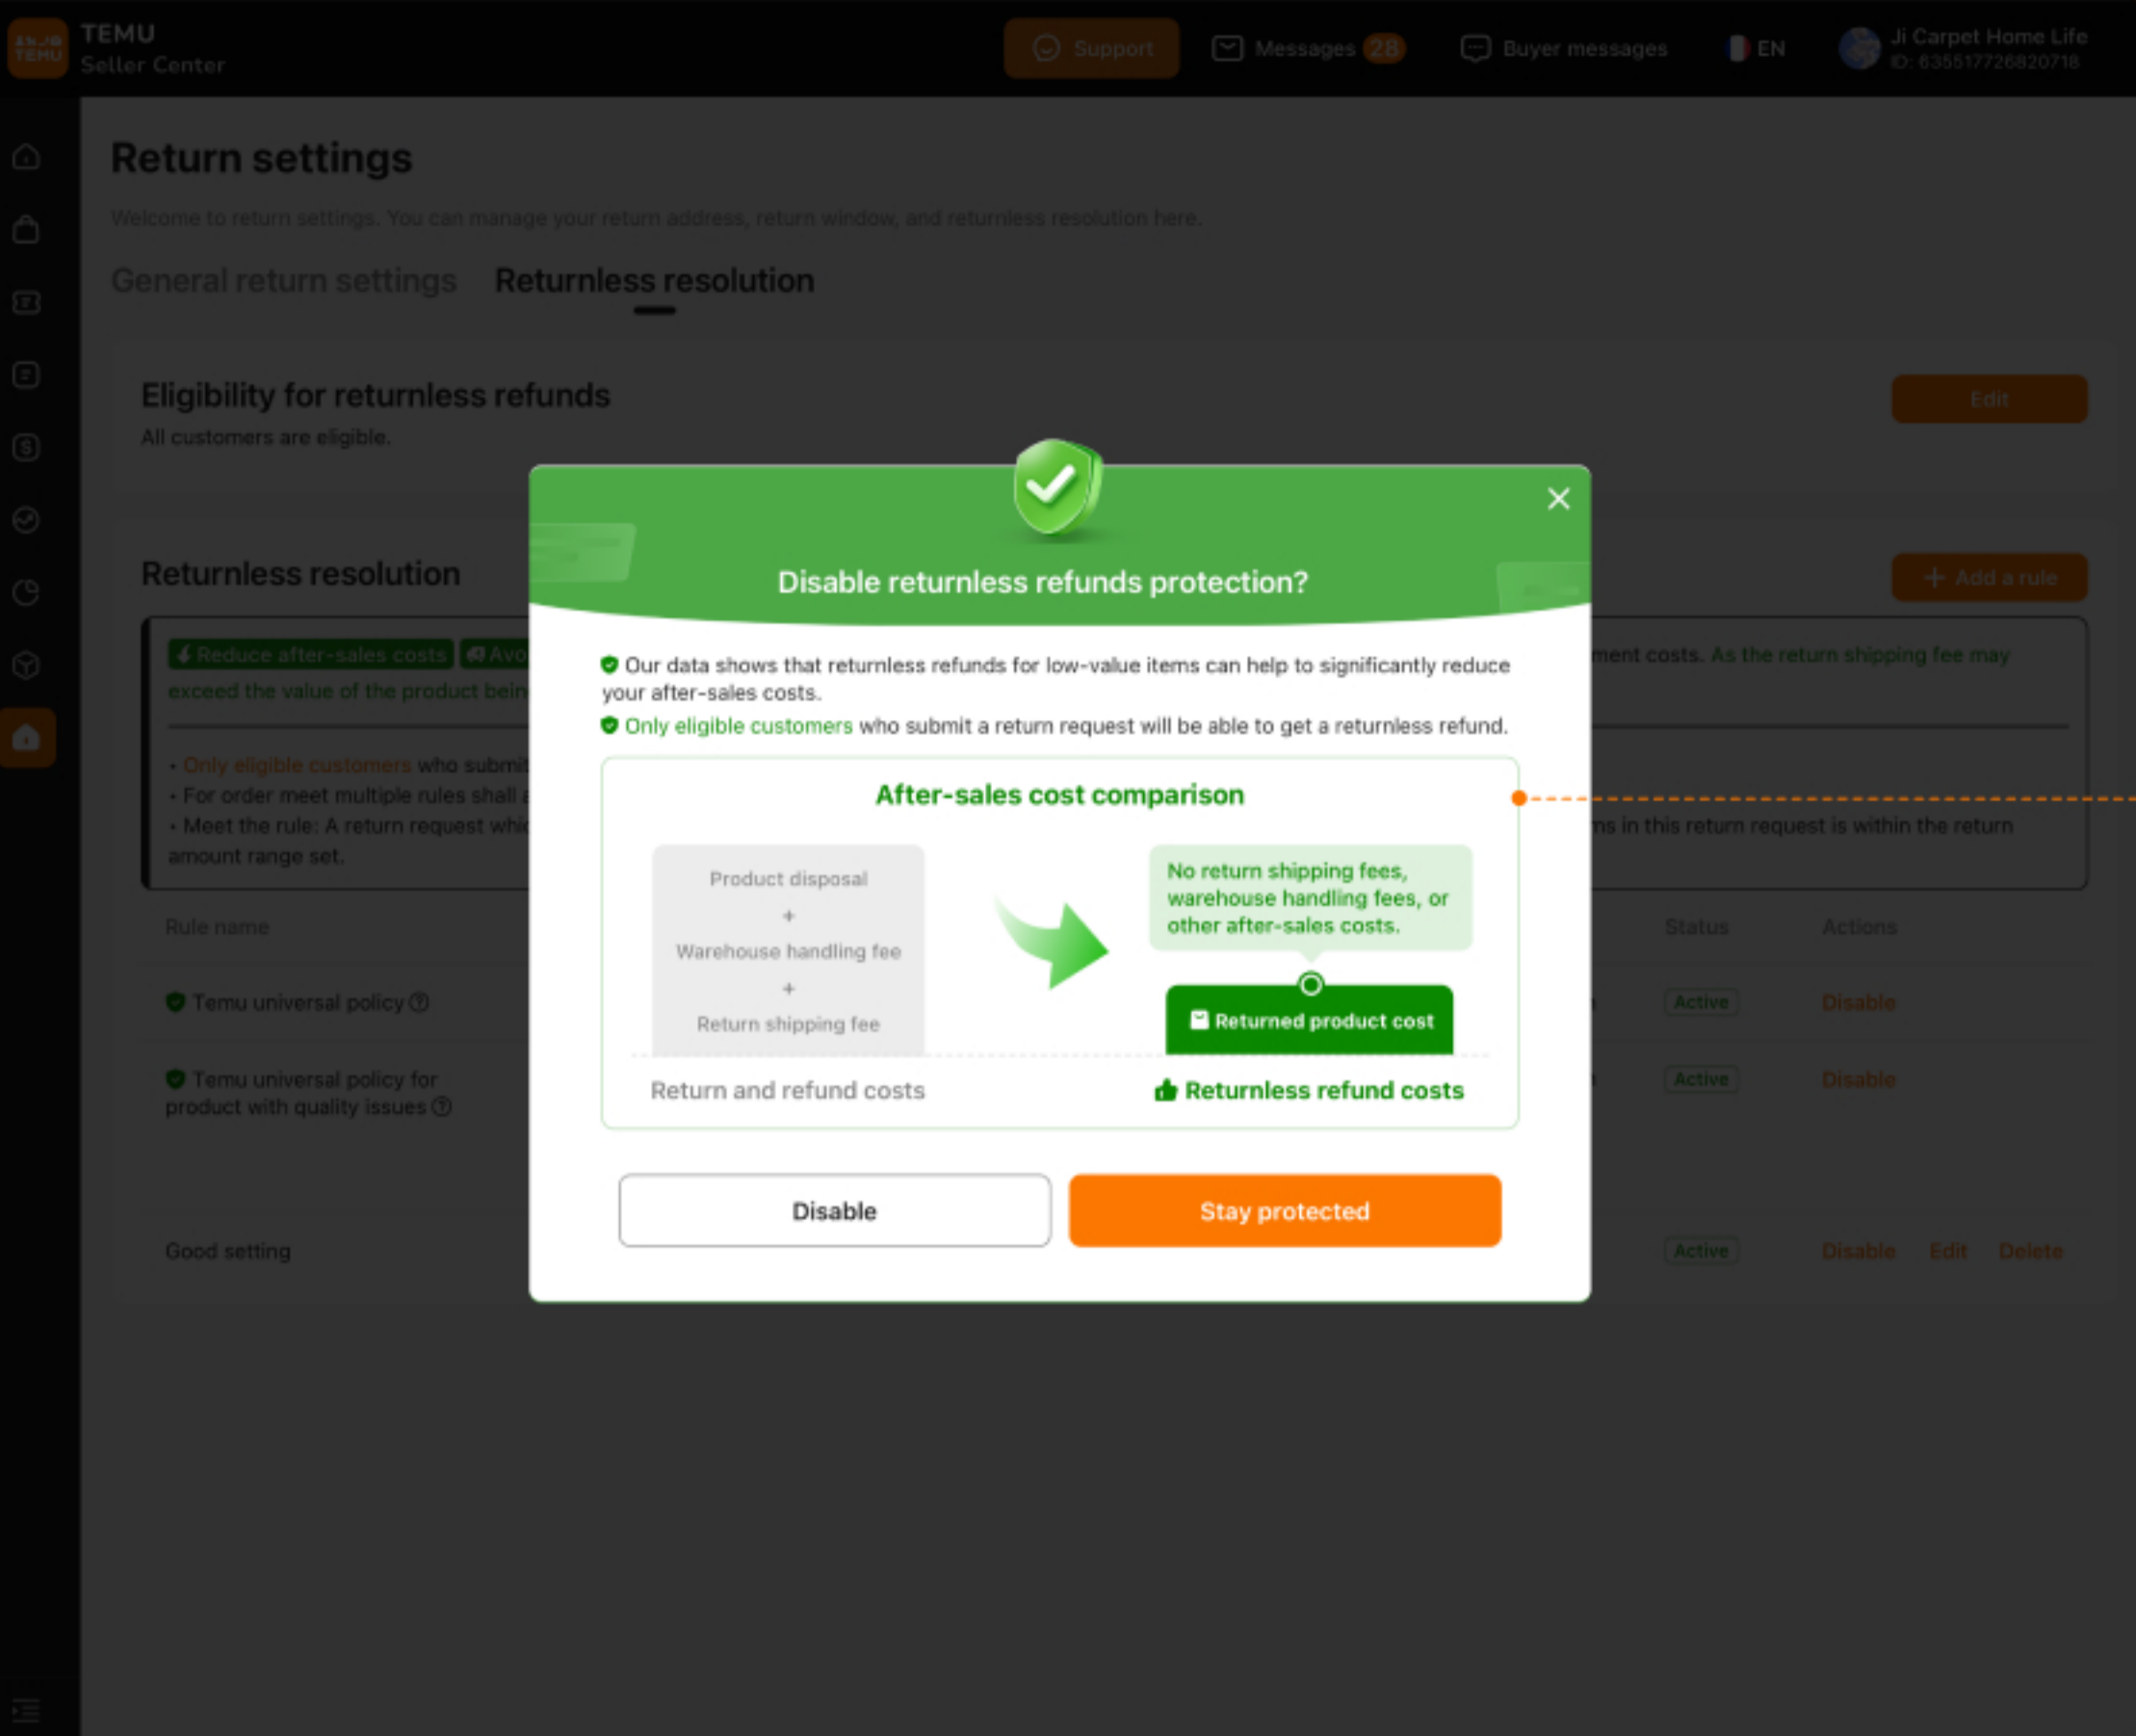 TEMU
TEMU
Seller Center
Support
Messages 28
Buyer messages
EN
Ji Carpet Home Life
ID: 635517726820718
Return settings
Welcome to return settings. You can manage your return address, return window, and returnless resolution here.
General return settings Returnless resolution
Eligibility for returnless refunds
All customers are eligible.
Edit
Returnless resolution
+ Add a rule
Reduce after-sales costs
ment costs. As the return shipping fee may
exceed the value of the product bein
• Only eligible customers who submit
• For order meet multiple rules shall a
• Meet the rule: A return request whic
ns in this return request is within the return
amount range set.
Rule name
Status
Actions
Temu universal policy
Active
Disable
Temu universal policy for
product with quality issues
Active
Disable
Good setting
Active
Disable Edit Delete
Disable returnless refunds protection?
Our data shows that returnless refunds for low-value items can help to significantly reduce
your after-sales costs.
Only eligible customers who submit a return request will be able to get a returnless refund.
After-sales cost comparison
Product disposal
+
Warehouse handling fee
+
Return shipping fee
Return and refund costs
No return shipping fees,
warehouse handling fees, or
other after-sales costs.
Returned product cost
Returnless refund costs
Disable
Stay protected